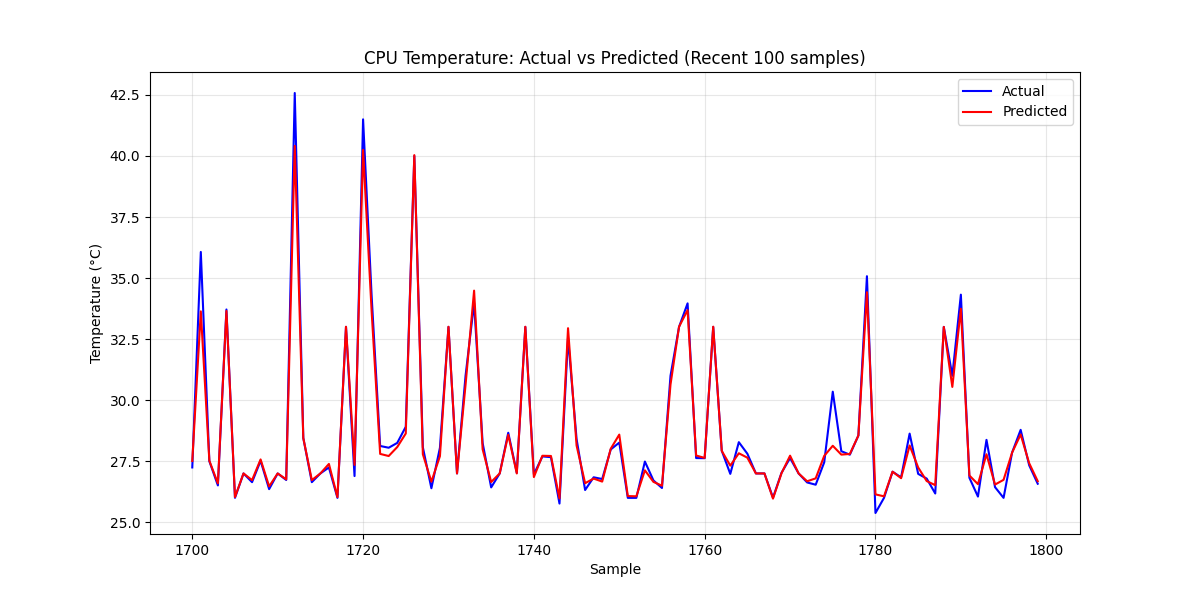 CPU Temperature: Actual vs Predicted (Recent 100 samples)
Actual
Predicted
Temperature (°C)
42.5
40.0
37.5
35.0
32.5
30.0
27.5
25.0
1700 1720 1740 1760 1780 1800
Sample